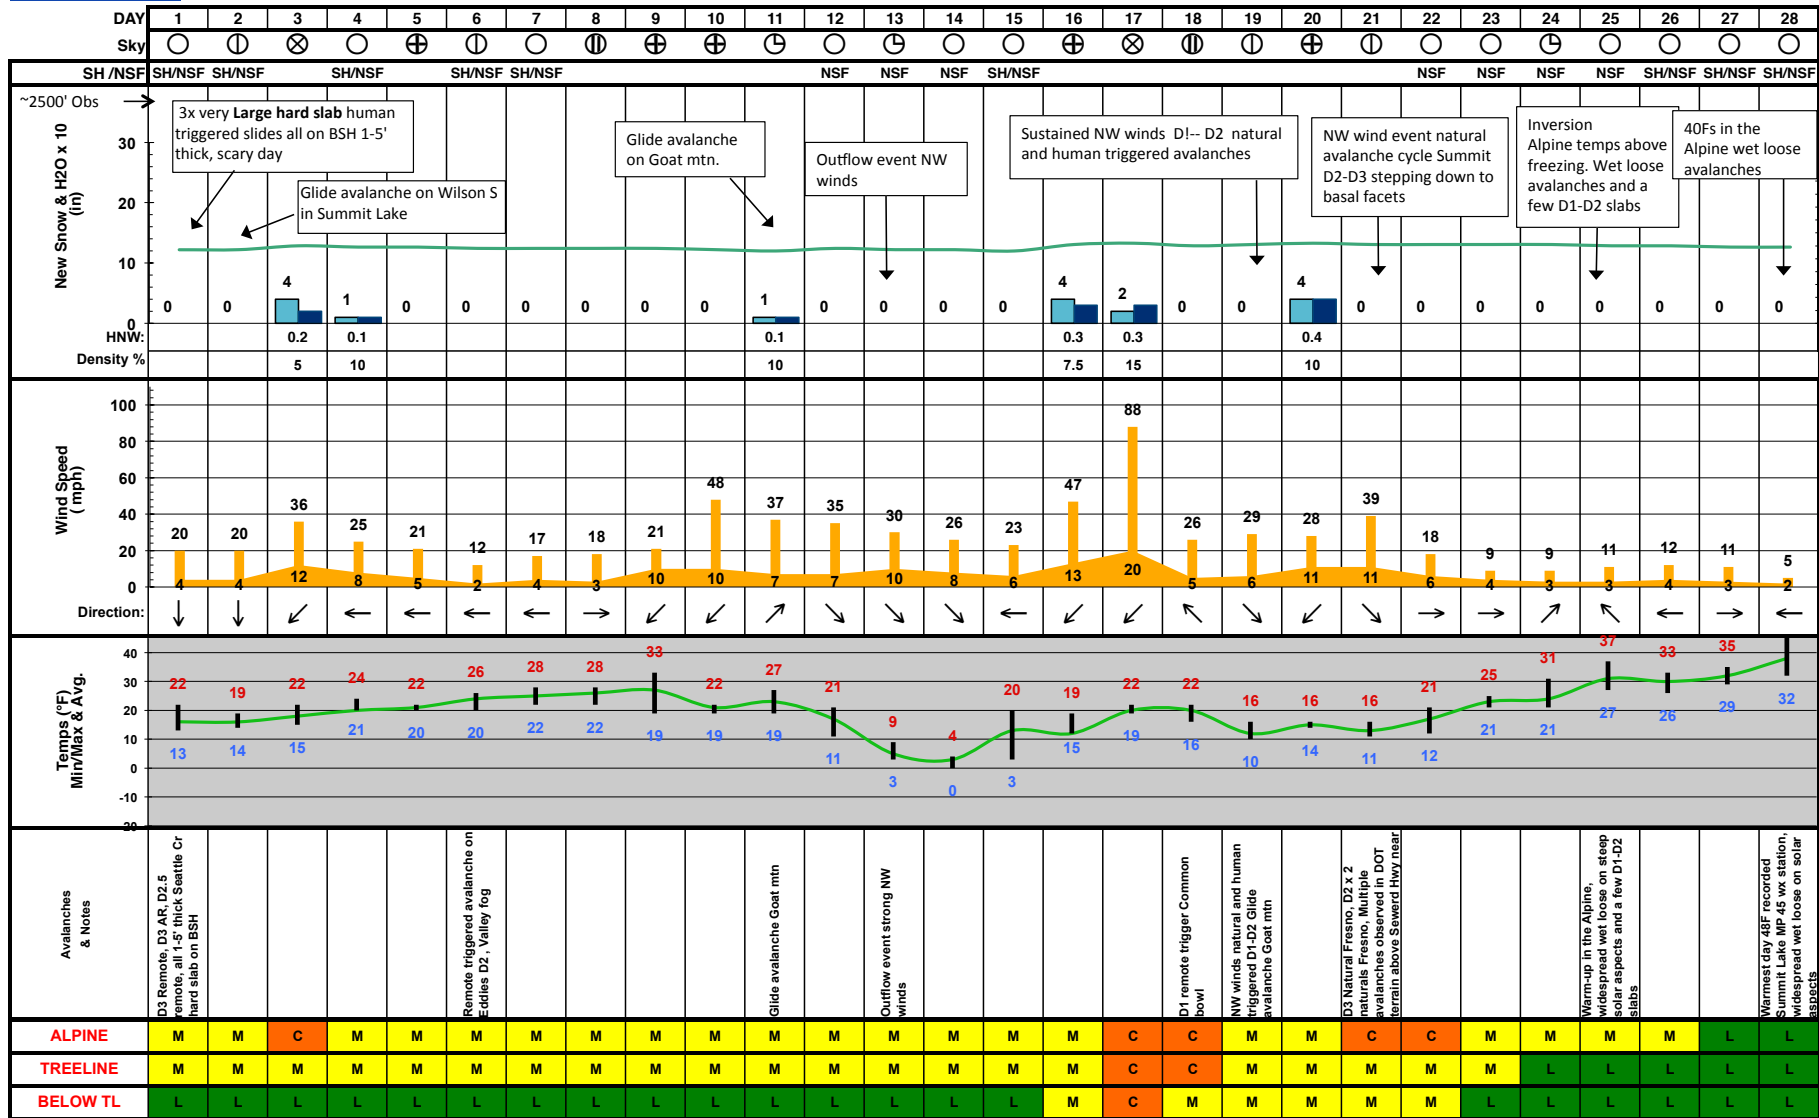 DAY 1 2 3 4 5 6 7 8 9 10 11 12 13 14 15 16 17 18 19 20 21 22 23 24 25 26 27 28
Sky
SH /NSF SH/NSF SH/NSF SH/NSF SH/NSF SH/NSF NSF NSF NSF SH/NSF NSF NSF NSF NSF SH/NSF SH/NSF SH/NSF
~2500' Obs
New Snow & H2O x 10
(in)
30
20
10
0
3x very Large hard slab human
triggered slides all on BSH 1-5'
thick, scary day
Glide avalanche on Wilson S
in Summit Lake
Glide avalanche
on Goat mtn.
Outflow event NW
winds
Sustained NW winds D!-- D2 natural
and human triggered avalanches
NW wind event natural
avalanche cycle Summit
D2-D3 stepping down to
basal facets
Inversion
Alpine temps above
freezing. Wet loose
avalanches and a
few D1-D2 slabs
40Fs in the
Alpine wet loose
avalanches
0 0 4 1 0 0 0 0 0 0 1 0 0 0 0 4 2 0 0 4 0 0 0 0 0 0 0 0
HNW: 0.2 0.1 0.1 0.3 0.3 0.4
Density % 5 10 10 7.5 15 10
Wind Speed
( mph)
100
80
60
40
20
0
20 20 36 25 21 12 17 18 21 48 37 35 30 26 23 47 88 26 29 28 39 18 9 9 11 12 11 5
4 4 12 8 5 2 4 3 10 10 7 7 10 8 6 13 20 5 6 11 11 6 4 3 3 4 3 2
Direction:
Temps (°F)
Min/Max & Avg.
40
30
20
10
0
-10
-20
22 19 22 24 22 26 28 28 33 22 27 21 9 4 20 19 22 22 16 16 16 21 25 31 37 33 35
13 14 15 21 20 20 22 22 19 19 19 11 3 0 3 15 19 16 10 14 11 12 21 21 27 26 29 32
Avalanches
& Notes
D3 Remote, D3 AR, D2.5
remote, all 1-5' thick Seattle Cr
hard slab on BSH
Remote triggered avalanche on
Eddies D2 , Valley fog
Glide avalanche Goat mtn
Outflow event strong NW
winds
D1 remote trigger Common
bowl
NW winds natural and human
triggered D1-D2 Glide
avalanche Goat mtn
D3 Natural Fresno, D2 x 2
naturals Fresno, Multiple
avalanches observed in DOT
terrain above Sewerd Hwy near
Warm-up in the Alpine,
widespread wet loose on steep
solar aspects and a few D1-D2
slabs
Warmest day 48F recorded
Summit Lake MP 45 wx station,
widespread wet loose on solar
aspects
ALPINE M M C M M M M M M M M M M M M M C C M M C C M M M M L L
TREELINE M M M M M M M M M M M M M M M M C C M M M M M L L L L L
BELOW TL L L L L L L L L L L L L L L L M C M M M M M L L L L L L